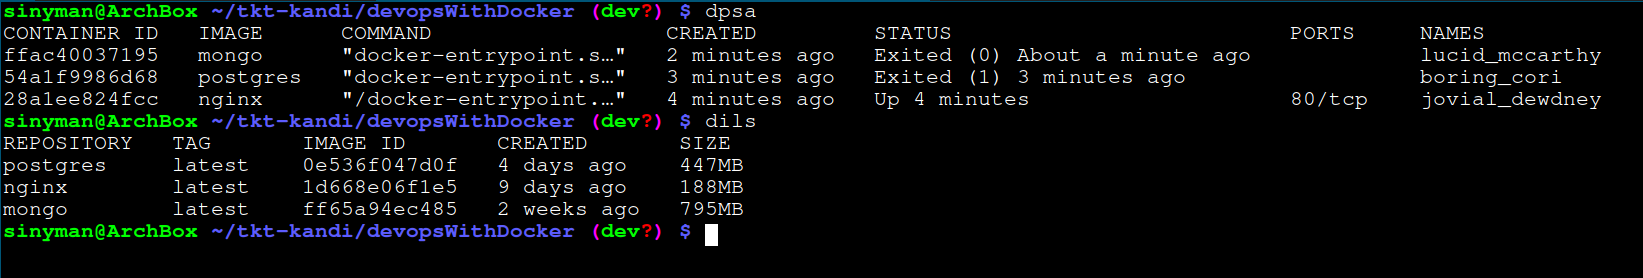 sinyman@ArchBox ~/tkt-kandi/devopsWithDocker (dev?) $ dpsa
CONTAINER ID   IMAGE      COMMAND                  CREATED         STATUS                          PORTS     NAMES
ffac40037195   mongo      "docker-entrypoint.s…"   2 minutes ago   Exited (0) About a minute ago             lucid_mccarthy
54a1f9986d68   postgres   "docker-entrypoint.s…"   3 minutes ago   Exited (1) 3 minutes ago                  boring_cori
28a1ee824fcc   nginx      "/docker-entrypoint.…"   4 minutes ago   Up 4 minutes                    80/tcp    jovial_dewdney
sinyman@ArchBox ~/tkt-kandi/devopsWithDocker (dev?) $ dils
REPOSITORY   TAG       IMAGE ID       CREATED       SIZE
postgres     latest    0e536f047d0f   4 days ago    447MB
nginx        latest    1d668e06f1e5   9 days ago    188MB
mongo        latest    ff65a94ec485   2 weeks ago   795MB
sinyman@ArchBox ~/tkt-kandi/devopsWithDocker (dev?) $